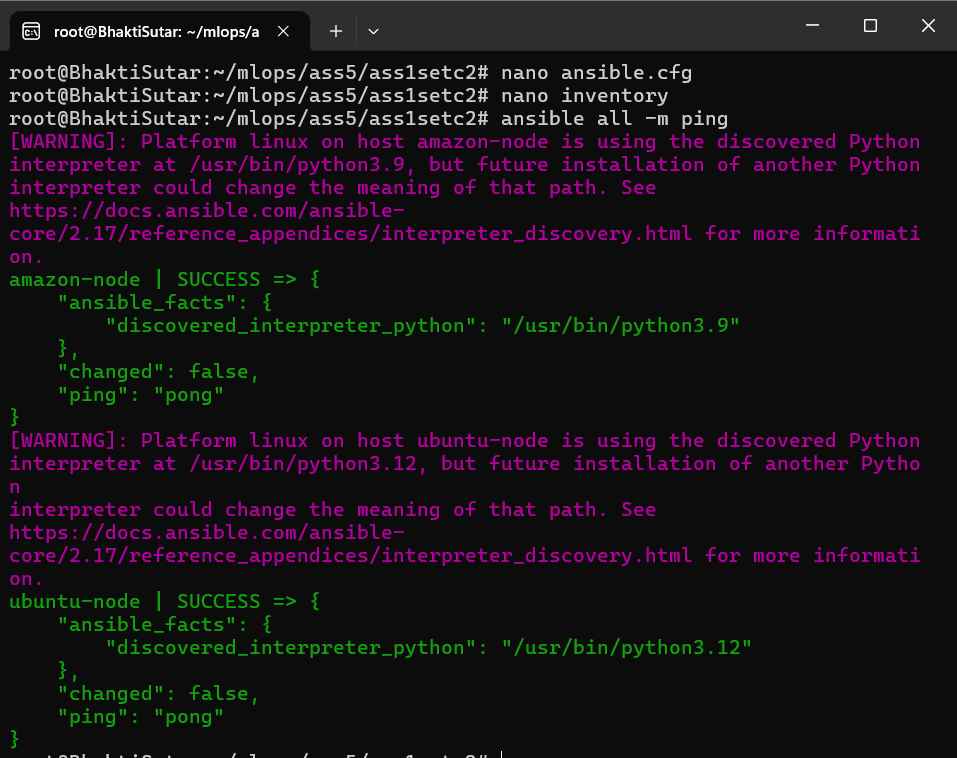 root@BhaktiSutar: ~/mlops/a
root@BhaktiSutar:~/mlops/ass5/ass1setc2# nano ansible.cfg
root@BhaktiSutar:~/mlops/ass5/ass1setc2# nano inventory
root@BhaktiSutar:~/mlops/ass5/ass1setc2# ansible all -m ping
[WARNING]: Platform linux on host amazon-node is using the discovered Python
interpreter at /usr/bin/python3.9, but future installation of another Python
interpreter could change the meaning of that path. See
https://docs.ansible.com/ansible-
core/2.17/reference_appendices/interpreter_discovery.html for more informati
on.
amazon-node | SUCCESS => {
    "ansible_facts": {
        "discovered_interpreter_python": "/usr/bin/python3.9"
    },
    "changed": false,
    "ping": "pong"
}
[WARNING]: Platform linux on host ubuntu-node is using the discovered Python
interpreter at /usr/bin/python3.12, but future installation of another Pytho
n
interpreter could change the meaning of that path. See
https://docs.ansible.com/ansible-
core/2.17/reference_appendices/interpreter_discovery.html for more informati
on.
ubuntu-node | SUCCESS => {
    "ansible_facts": {
        "discovered_interpreter_python": "/usr/bin/python3.12"
    },
    "changed": false,
    "ping": "pong"
}
root@BhaktiSutar:~/mlops/ass5/ass1setc2#